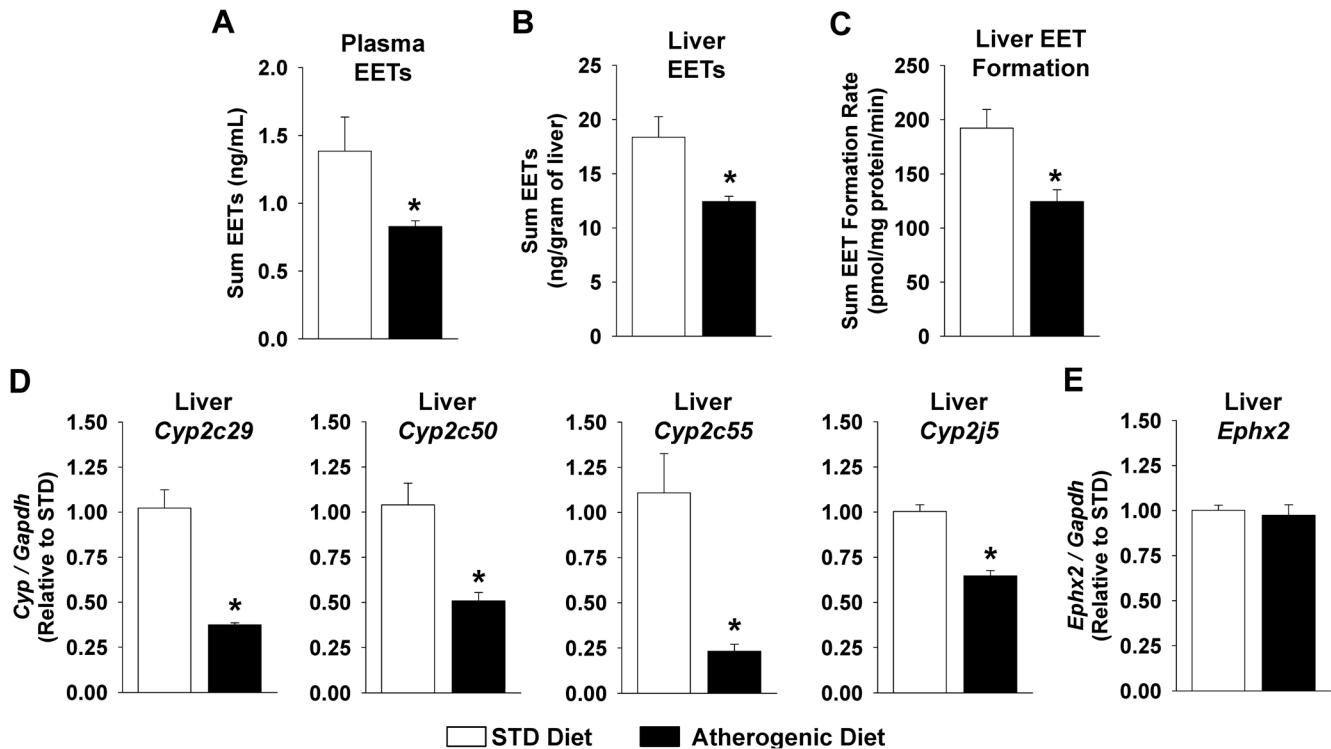 A
Plasma
EETs
Sum EETs (ng/mL)
2.0
1.5
1.0
0.5
0.0
*
B
Liver
EETs
Sum EETs
(ng/gram of liver)
25
20
15
10
5
0
*
C
Liver EET
Formation
Sum EET Formation Rate
(pmol/mg protein/min)
250
200
150
100
50
0
*
D
Liver
Cyp2c29
Cyp / Gapdh
(Relative to STD)
1.50
1.25
1.00
0.75
0.50
0.25
0.00
*
Liver
Cyp2c50
1.50
1.25
1.00
0.75
0.50
0.25
0.00
*
Liver
Cyp2c55
1.50
1.25
1.00
0.75
0.50
0.25
0.00
*
Liver
Cyp2j5
1.50
1.25
1.00
0.75
0.50
0.25
0.00
*
E
Liver
Ephx2
Ephx2 / Gapdh
(Relative to STD)
1.50
1.25
1.00
0.75
0.50
0.25
0.00
STD Diet
Atherogenic Diet